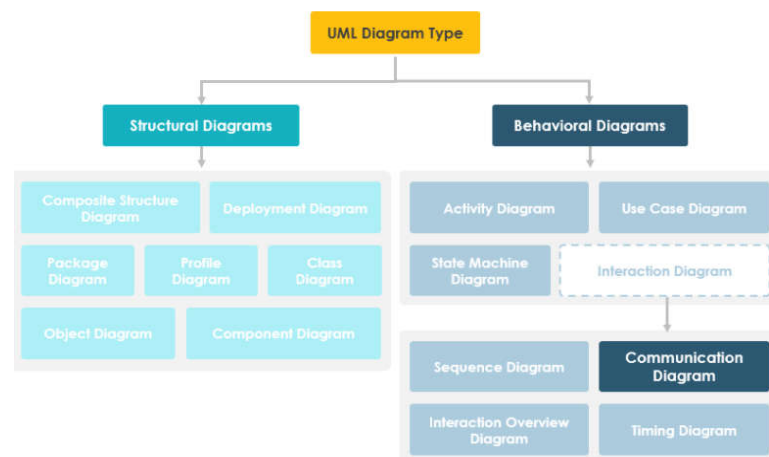 UML Diagram Type
Structural Diagrams
Behavioral Diagrams
Composite Structure
Diagram
Deployment Diagram
Package
Diagram
Profile
Diagram
Class
Diagram
Object Diagram
Component Diagram
Activity Diagram
Use Case Diagram
State Machine
Diagram
Interaction Diagram
Sequence Diagram
Communication
Diagram
Interaction Overview
Diagram
Timing Diagram